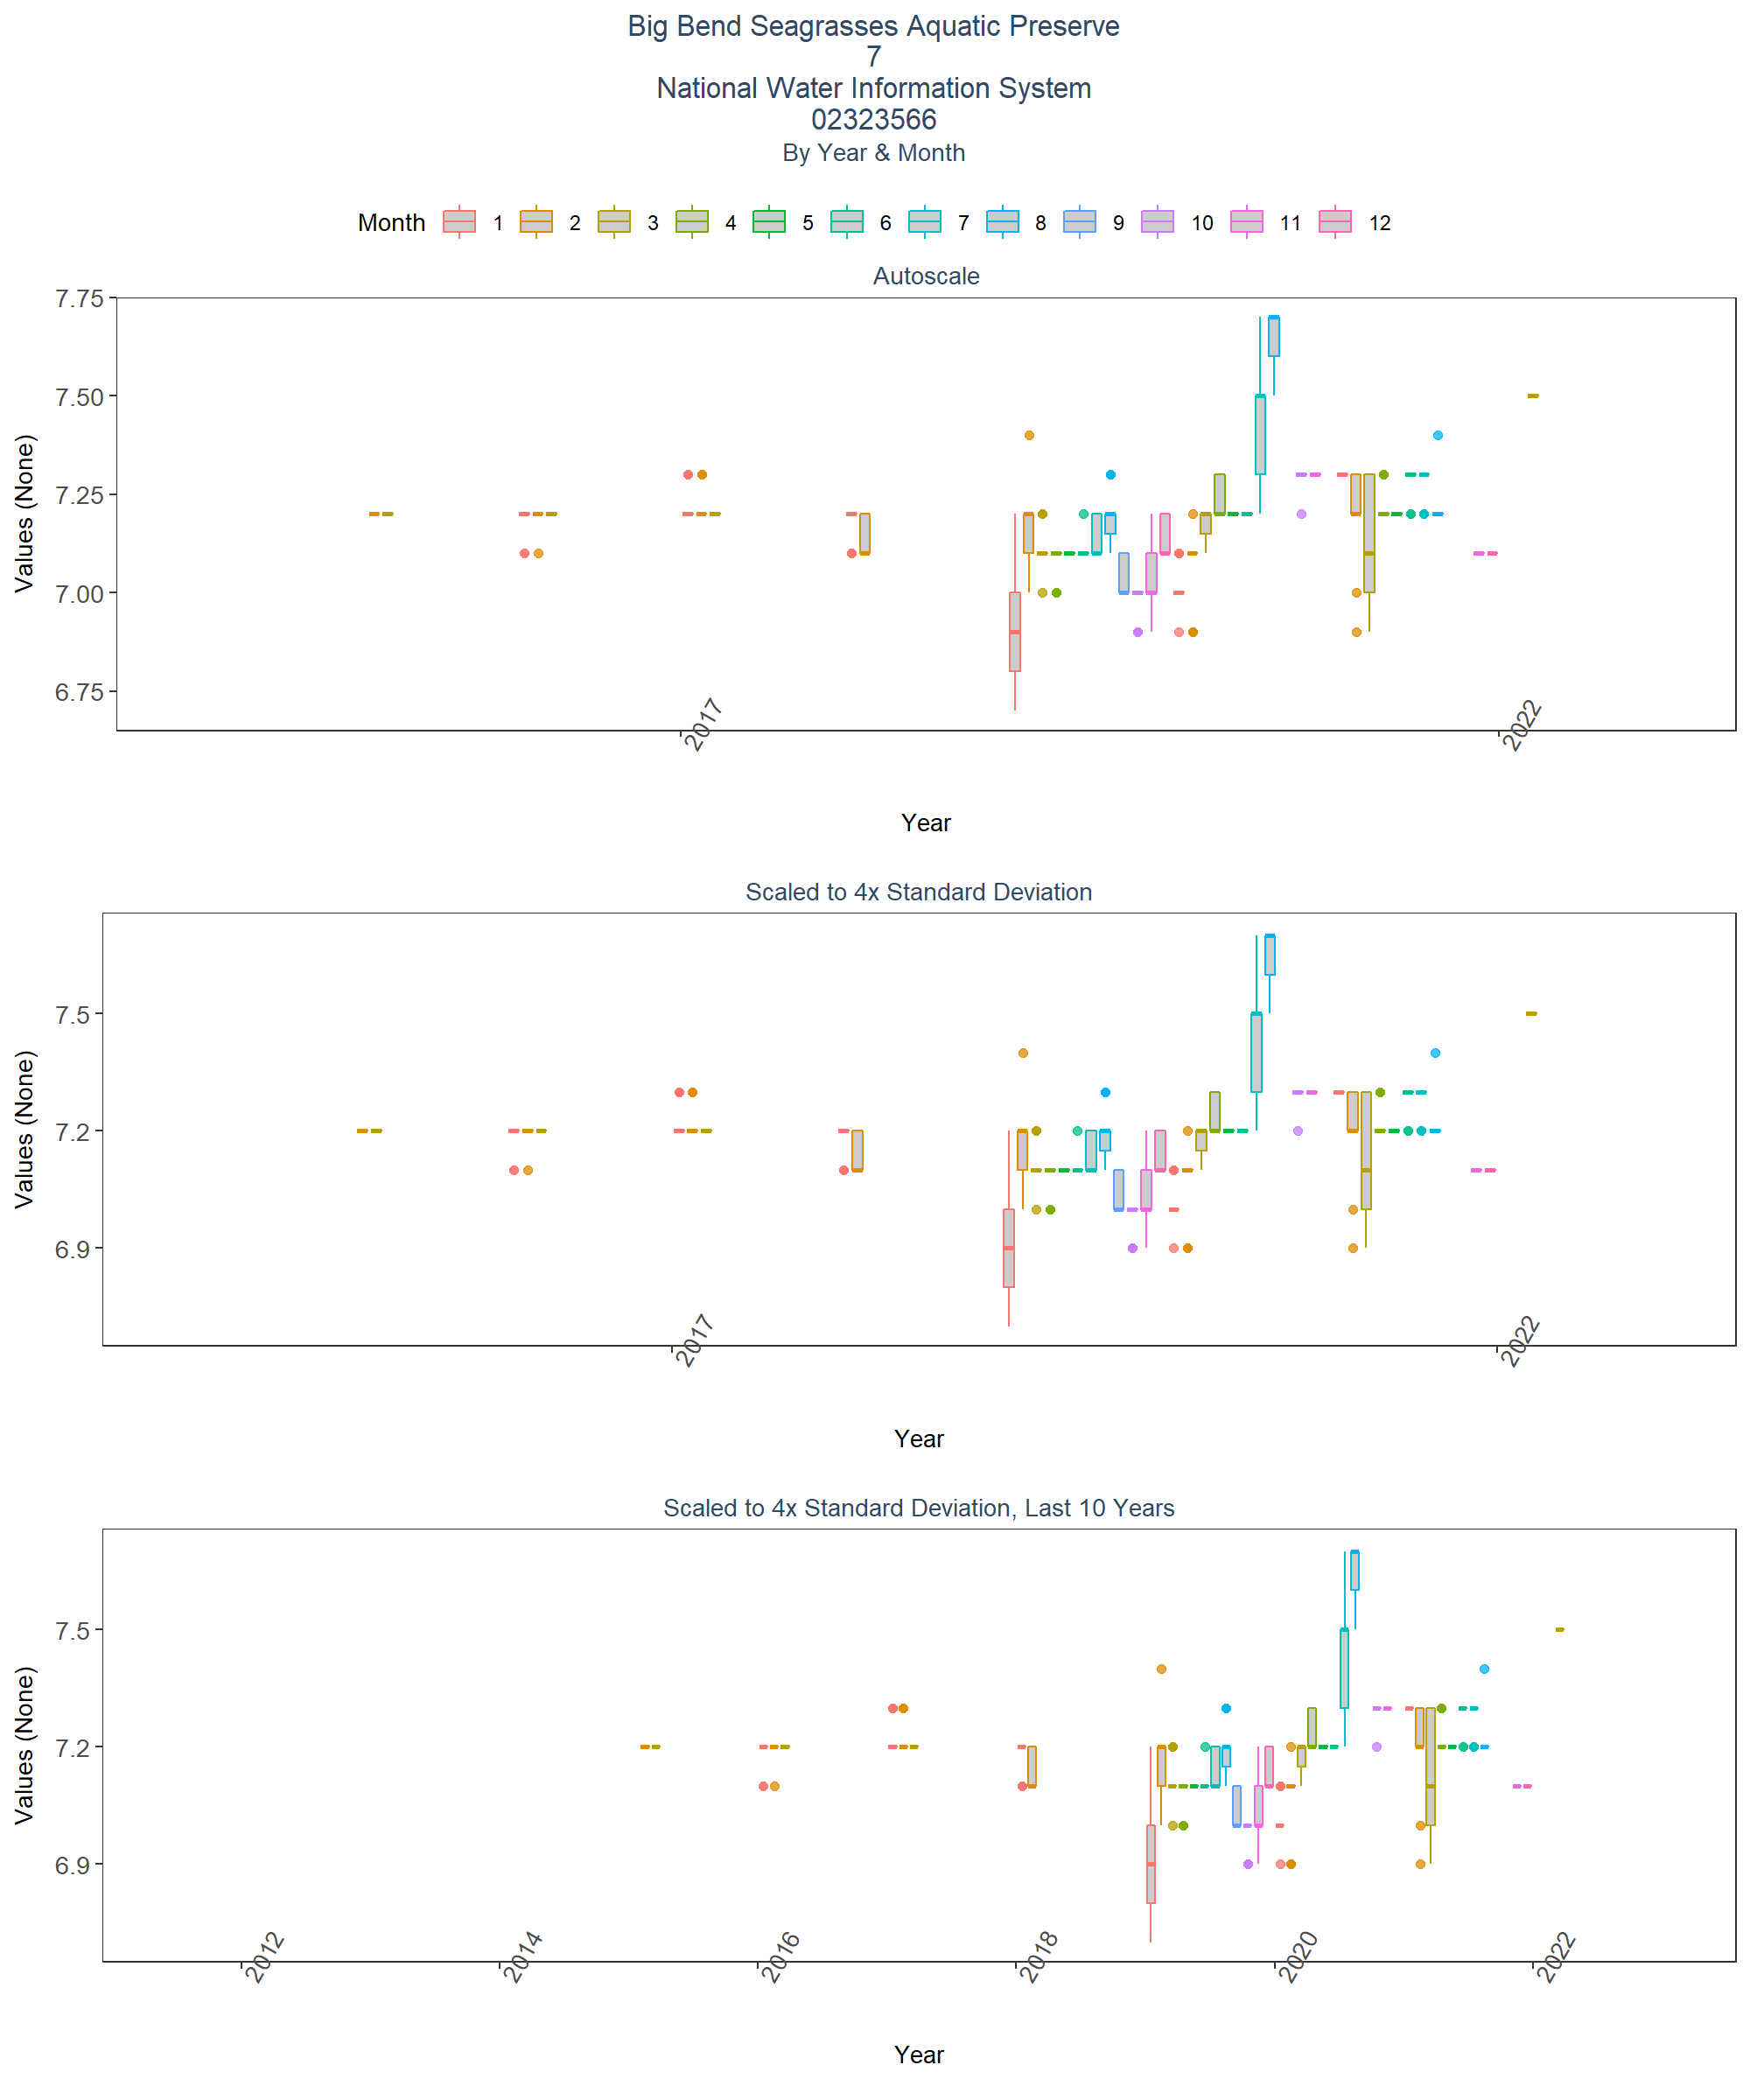 Big Bend Seagrasses Aquatic Preserve
7
National Water Information System
02323566
By Year & Month
Month 1 2 3 4 5 6 7 8 9 10 11 12
Autoscale
7.75
7.50
7.25
7.00
6.75
Values (None)
2017 2022
Year
Scaled to 4x Standard Deviation
7.5
7.2
6.9
Values (None)
2017 2022
Year
Scaled to 4x Standard Deviation, Last 10 Years
7.5
7.2
6.9
Values (None)
2012 2014 2016 2018 2020 2022
Year